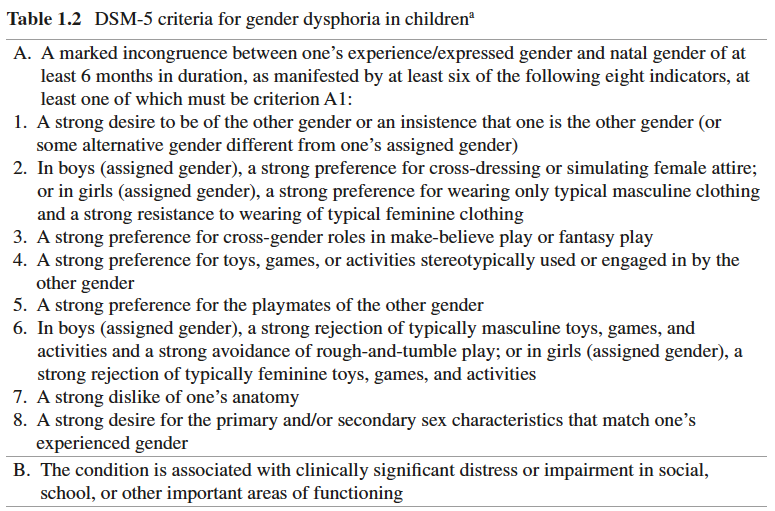 Table 1.2 DSM-5 criteria for gender dysphoria in childrenª
A. A marked incongruence between one’s experience/expressed gender and natal gender of at
least 6 months in duration, as manifested by at least six of the following eight indicators, at
least one of which must be criterion A1:
1. A strong desire to be of the other gender or an insistence that one is the other gender (or
some alternative gender different from one’s assigned gender)
2. In boys (assigned gender), a strong preference for cross-dressing or simulating female attire;
or in girls (assigned gender), a strong preference for wearing only typical masculine clothing
and a strong resistance to wearing of typical feminine clothing
3. A strong preference for cross-gender roles in make-believe play or fantasy play
4. A strong preference for toys, games, or activities stereotypically used or engaged in by the
other gender
5. A strong preference for the playmates of the other gender
6. In boys (assigned gender), a strong rejection of typically masculine toys, games, and
activities and a strong avoidance of rough-and-tumble play; or in girls (assigned gender), a
strong rejection of typically feminine toys, games, and activities
7. A strong dislike of one’s anatomy
8. A strong desire for the primary and/or secondary sex characteristics that match one’s
experienced gender
B. The condition is associated with clinically significant distress or impairment in social,
school, or other important areas of functioning